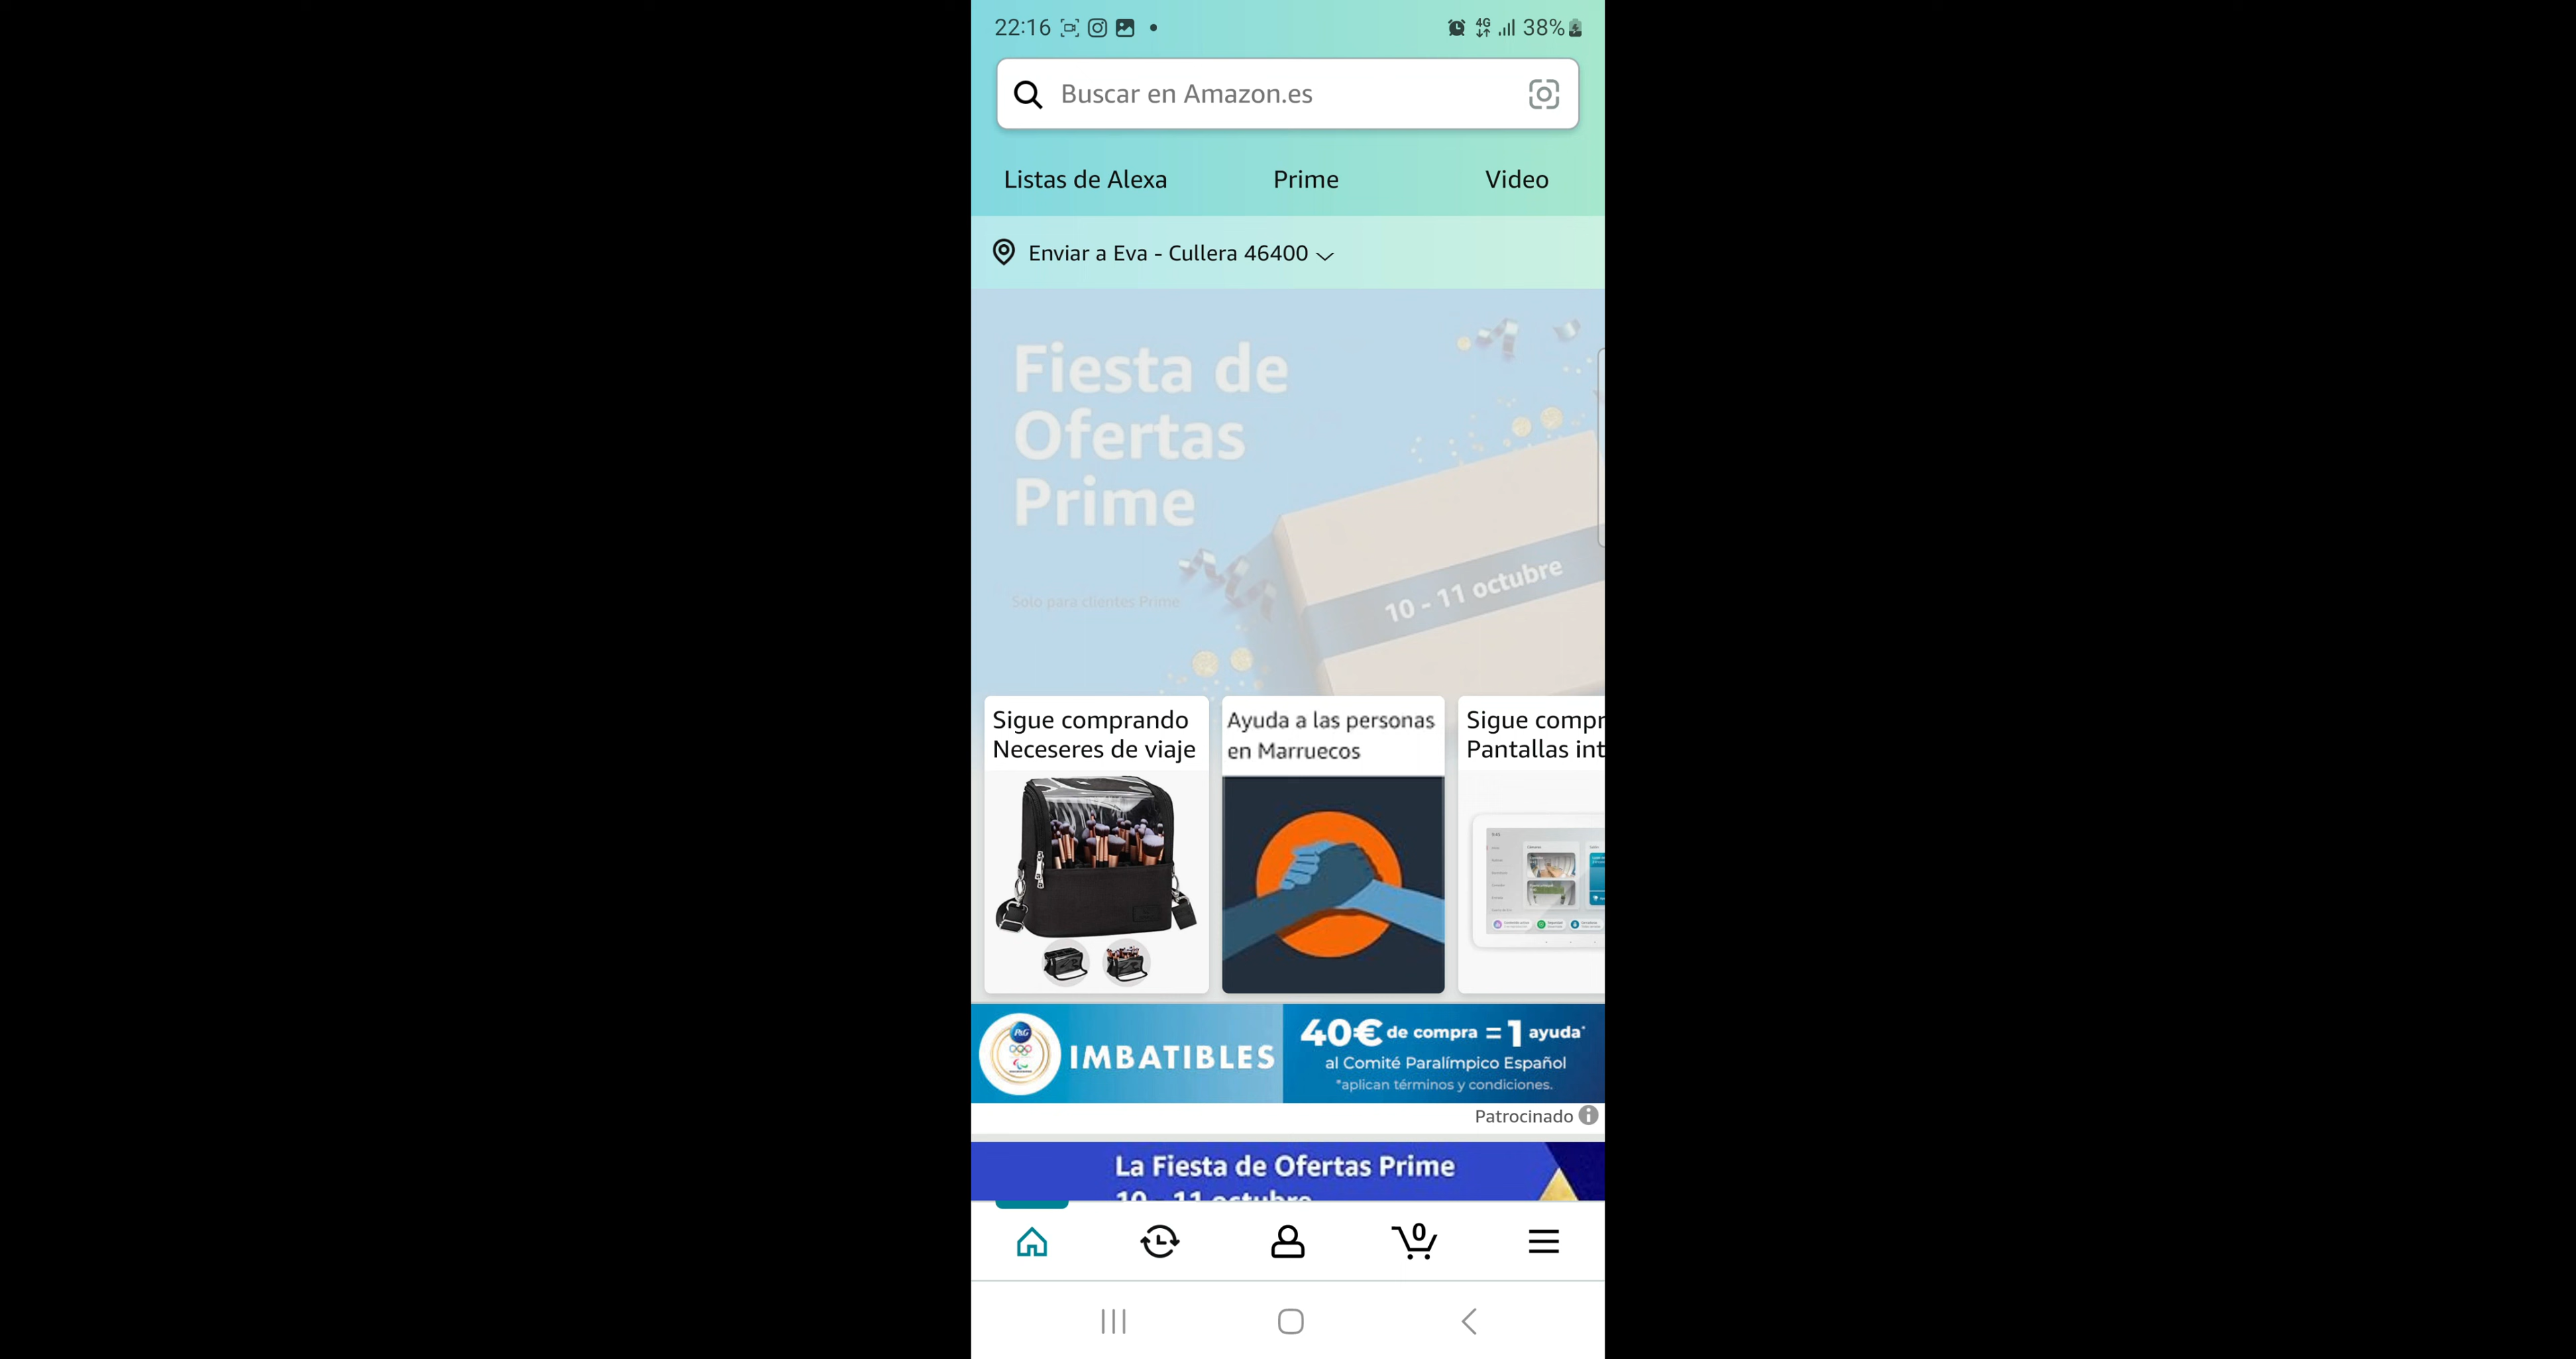 22:16
4G 38%
Buscar en Amazon.es
Listas de Alexa Prime Video
Enviar a Eva - Cullera 46400
Fiesta de
Ofertas
Prime
10 - 11 octubre
Solo para clientes Prime
Sigue comprando
Neceseres de viaje
Ayuda a las personas
en Marruecos
Sigue compr
Pantallas int
P&G
IMBATIBLES
40€ de compra = 1 ayuda*
al Comité Paralímpico Español
*aplican términos y condiciones.
Patrocinado
La Fiesta de Ofertas Prime
10 - 11 octubre
0